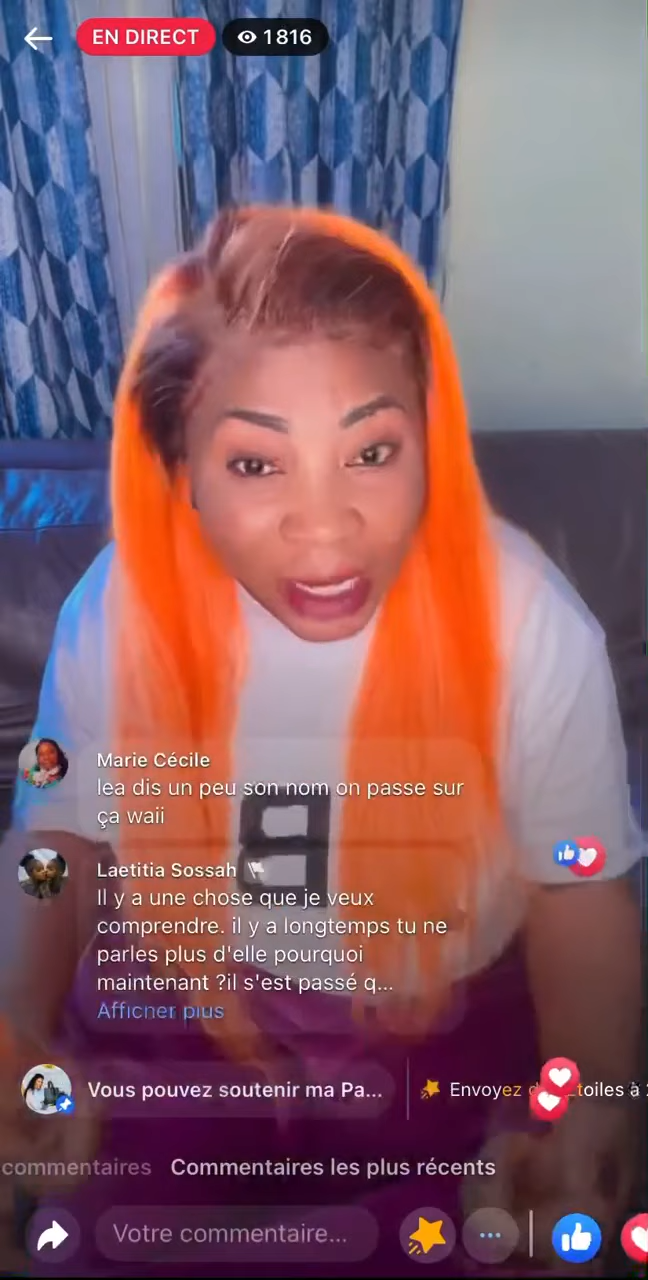 EN DIRECT 1 816
B
Marie Cécile
lea dis un peu son nom on passe sur
ça waii
Laetitia Sossah
Il y a une chose que je veux
comprendre. il y a longtemps tu ne
parles plus d'elle pourquoi
maintenant ?il s'est passé q...
Afficher plus
Vous pouvez soutenir ma Pa...
Envoyez toiles à
commentaires Commentaires les plus récents
Votre commentaire...